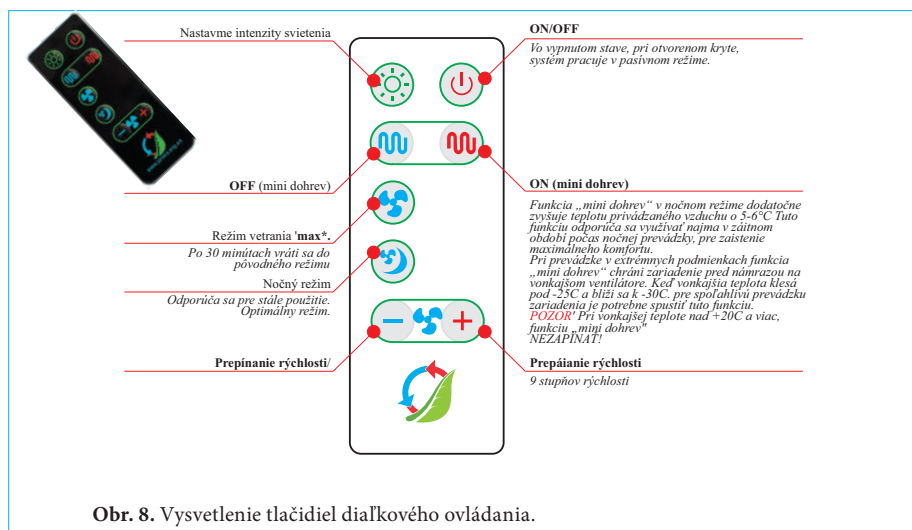 Nastavme intenzity svietenia
OFF (mini dohrev)
Režim vetrania 'max*.
Po 30 minútach vráti sa do
pôvodného režimu
Nočný režim
Odporúča sa pre stále použitie.
Optimálny režim.
Prepínanie rýchlosti/
ON/OFF
Vo vypnutom stave, pri otvorenom kryte,
systém pracuje v pasívnom režime.
ON (mini dohrev)
Funkcia „mini dohrev“ v nočnom režime dodatočne
zvyšuje teplotu privádzaného vzduchu o 5-6°C Tuto
funkciu odporúča sa využívať najma v záitnom
období počas nočnej prevádzky, pre zaistenie
maximálneho komfortu.
Pri prevádzke v extrémnych podmienkach funkcia
„mini dohrev“ chráni zariadenie pred námrazou na
vonkajšom ventilátore. Keď vonkájšia teplota klesá
pod -25C a bliži sa k -30C. pre spoľahlivú prevádzku
zariadenia je potrebne spustiť túto funkciu.
POZOR' Pri vonkajšej teplote nad +20C a viac,
funkciu „mini dohrev"
NEZAPÍNAŤ!
Prepáianie rýchlosti
9 stupňov rýchlosti
Obr. 8. Vysvetlenie tlačidiel diaľkového ovládania.